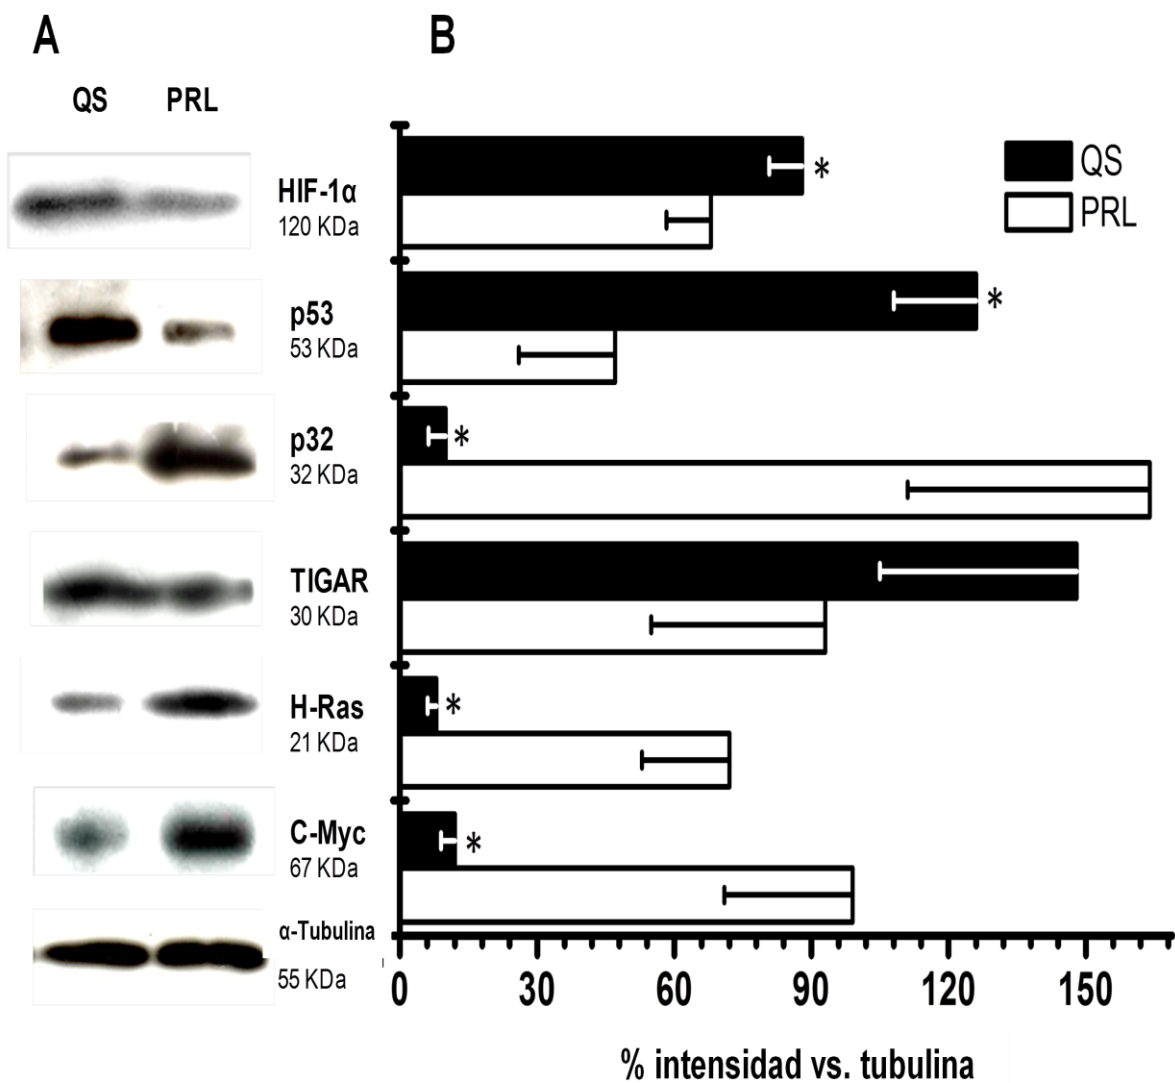 A
B
QS PRL
QS
PRL
HIF-1α
120 KDa
*
p53
53 KDa
*
p32
32 KDa
*
TIGAR
30 KDa
H-Ras
21 KDa
*
C-Myc
67 KDa
*
α-Tubulina
55 KDa
0 30 60 90 120 150
% intensidad vs. tubulina